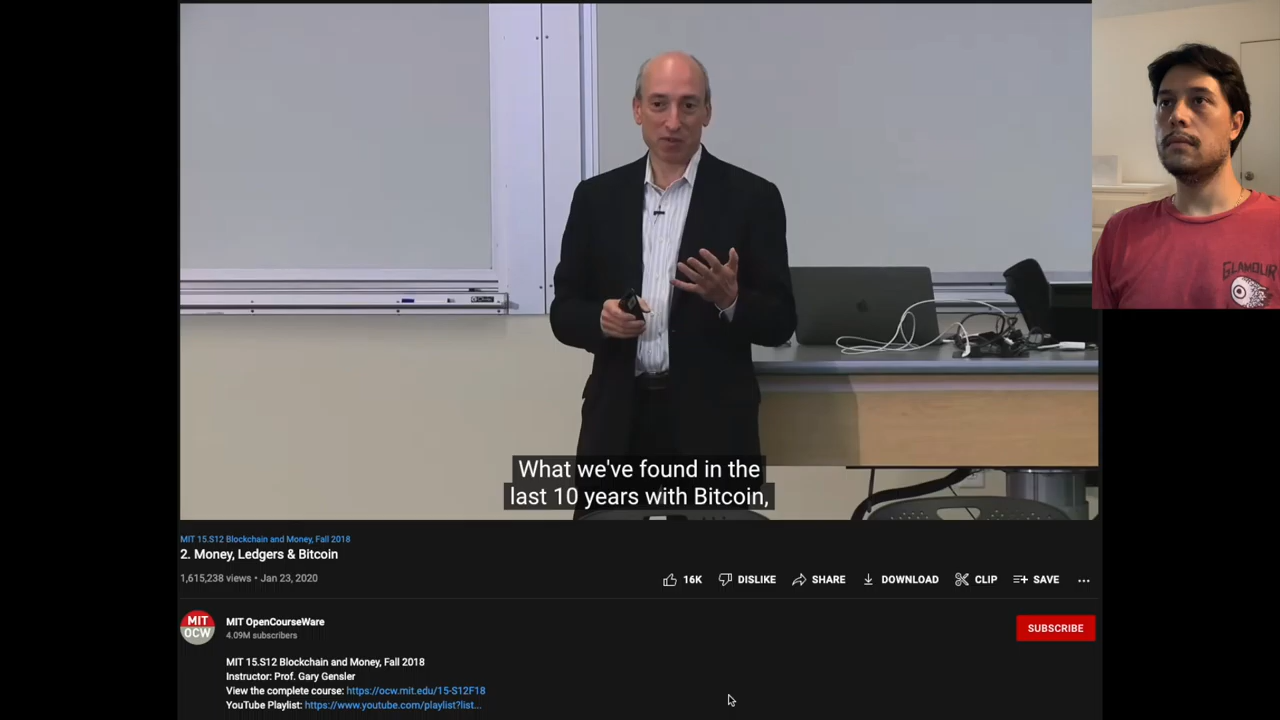 GLAMOUR
What we've found in the
last 10 years with Bitcoin,
MIT 15.S12 Blockchain and Money, Fall 2018
2. Money, Ledgers & Bitcoin
1,615,238 views • Jan 23, 2020
16K DISLIKE SHARE DOWNLOAD CLIP SAVE ...
MIT
OCW
MIT OpenCourseWare
4.09M subscribers
SUBSCRIBE
MIT 15.S12 Blockchain and Money, Fall 2018
Instructor: Prof. Gary Gensler
View the complete course: https://ocw.mit.edu/15-S12F18
YouTube Playlist: https://www.youtube.com/playlist?list...